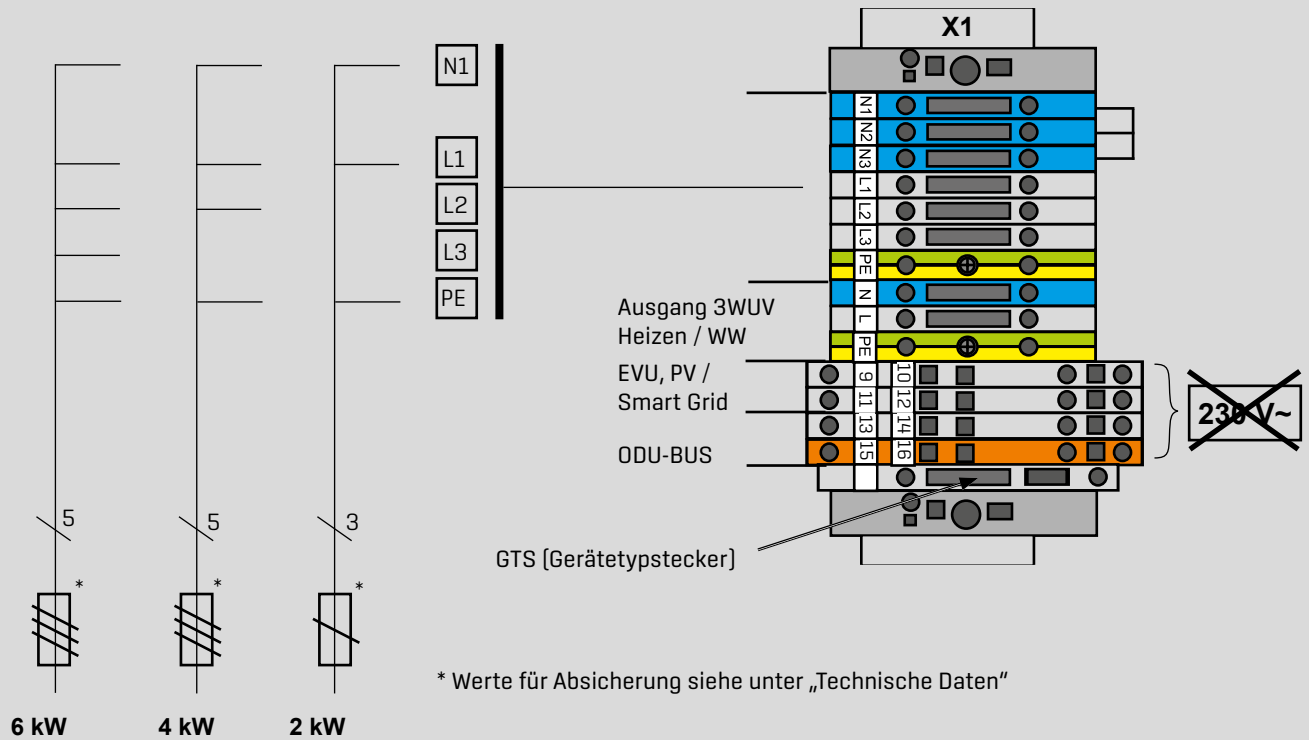 X1
N1
L1
L2
L3
PE
N1
N2
N3
L1
L2
L3
PE
N
L
PE
9 10
11 12
13 14
15 16
Ausgang 3WUV
Heizen / WW
EVU, PV /
Smart Grid
ODU-BUS
230 V~
GTS (Gerätetypstecker)
5 5 3
* * *
* Werte für Absicherung siehe unter „Technische Daten“
6 kW 4 kW 2 kW